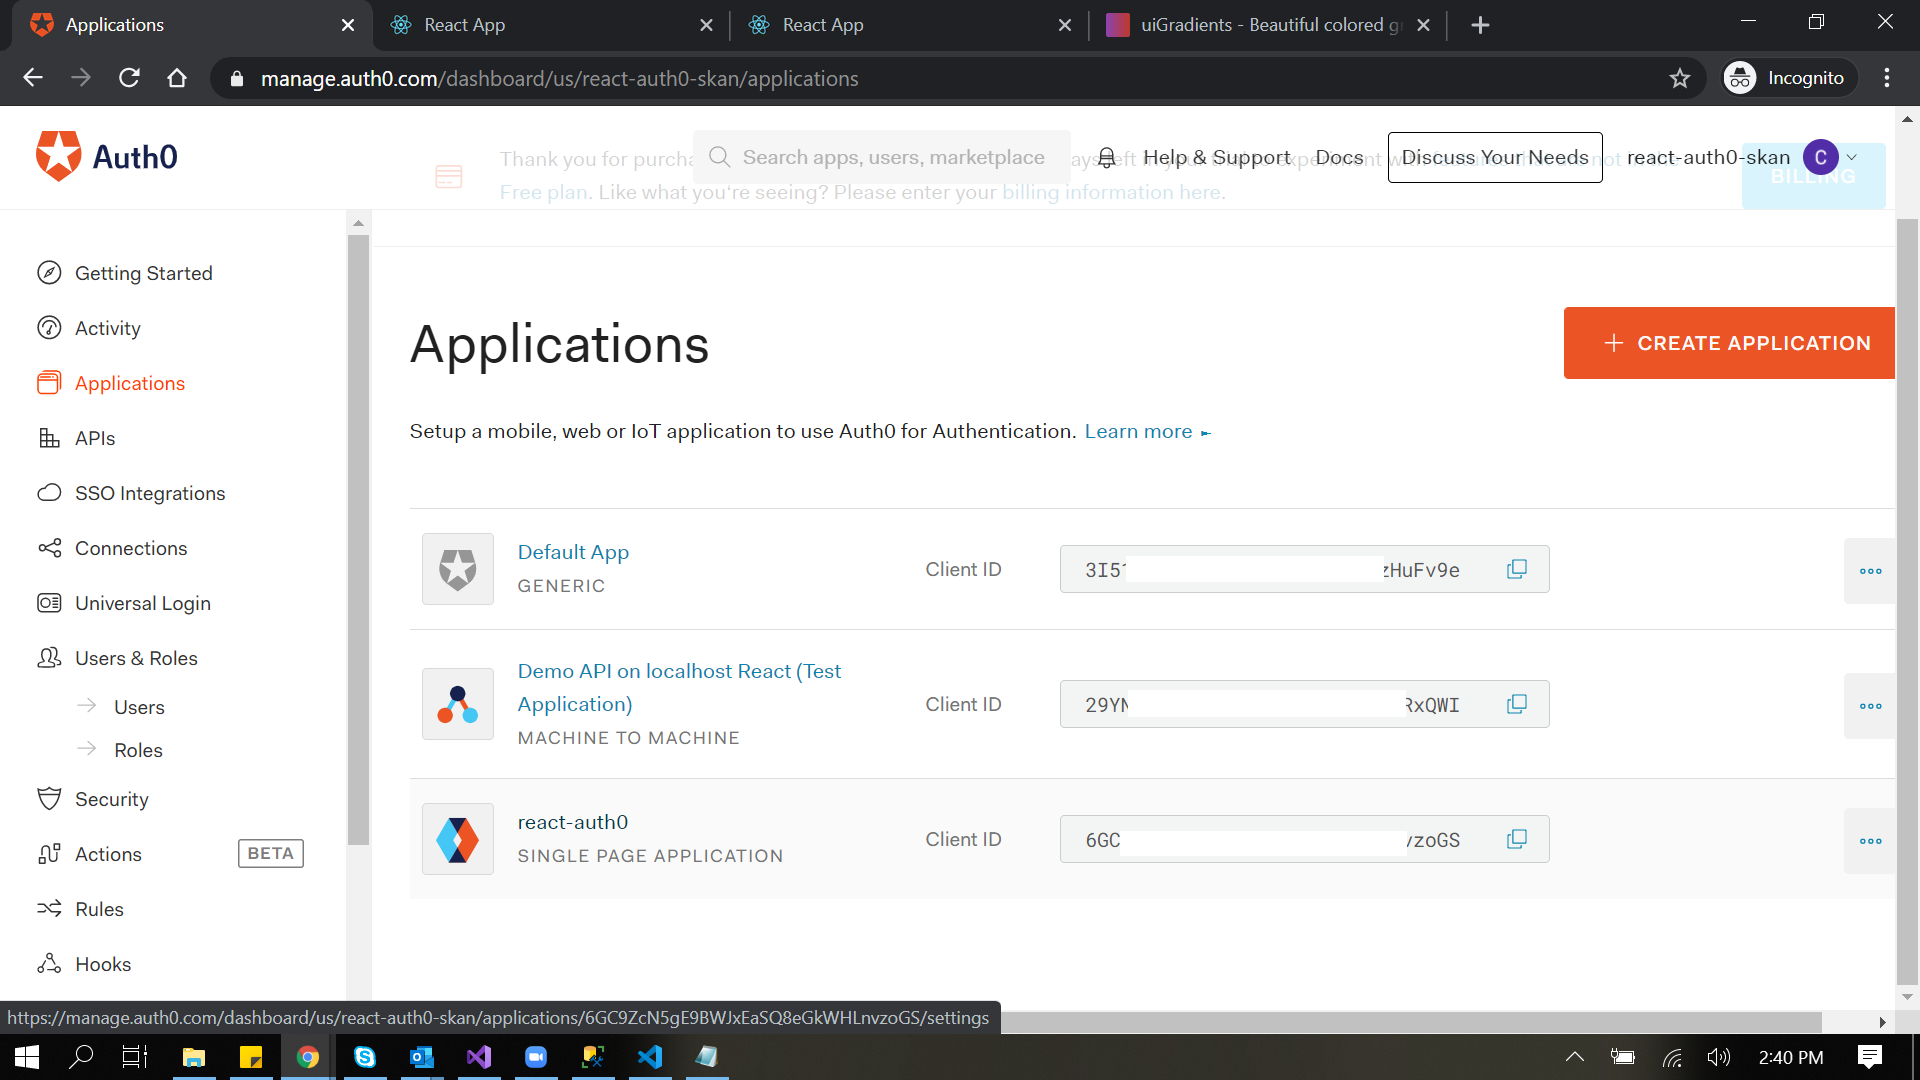 Applications
React App
React App
uiGradients - Beautiful colored gr
manage.auth0.com/dashboard/us/react-auth0-skan/applications
Incognito
Auth0
Thank you for purcha
Search apps, users, marketplace
Help & Support
Docs
Discuss Your Needs
react-auth0-skan
C
Free plan. Like what you're seeing? Please enter your billing information here.
BILLING
Getting Started
Activity
Applications
APIs
SSO Integrations
Connections
Universal Login
Users & Roles
Users
Roles
Security
Actions
BETA
Rules
Hooks
Applications
+ CREATE APPLICATION
Setup a mobile, web or IoT application to use Auth0 for Authentication. Learn more
Default App
GENERIC
Client ID
3I5
zHuFv9e
Demo API on localhost React (Test
Application)
MACHINE TO MACHINE
Client ID
29YN
RxQWI
react-auth0
SINGLE PAGE APPLICATION
Client ID
6GC
vzoGS
https://manage.auth0.com/dashboard/us/react-auth0-skan/applications/6GC9ZcN5gE9BWJxEaSQ8eGkWHLnvzoGS/settings
2:40 PM